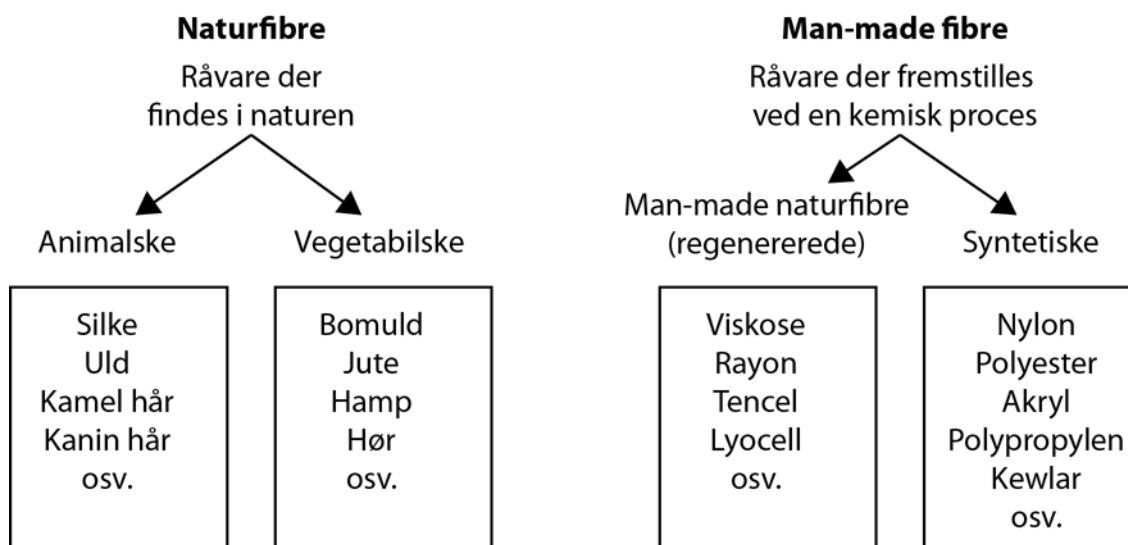 Naturfibre
Råvare der
findes i naturen
Animalske
Silke
Uld
Kamel hår
Kanin hår
osv.
Vegetabilske
Bomuld
Jute
Hamp
Hør
osv.
Man-made fibre
Råvare der fremstilles
ved en kemisk proces
Man-made naturfibre
(regenererede)
Viskose
Rayon
Tencel
Lyocell
osv.
Syntetiske
Nylon
Polyester
Akryl
Polypropylen
Kewlar
osv.